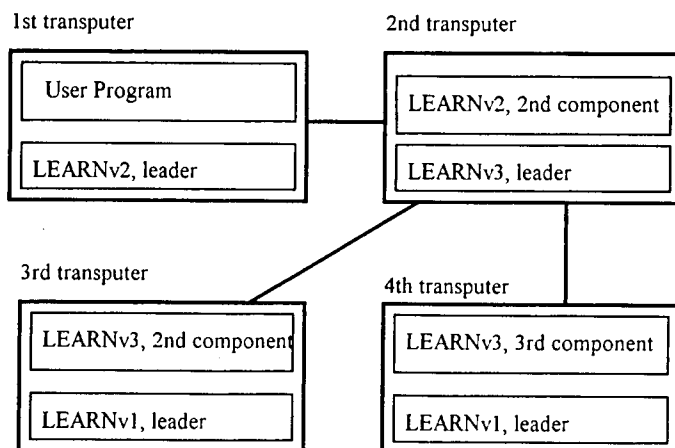 1st transputer
User Program
LEARNv2, leader
2nd transputer
LEARNv2, 2nd component
LEARNv3, leader
3rd transputer
LEARNv3, 2nd component
LEARNv1, leader
4th transputer
LEARNv3, 3rd component
LEARNv1, leader